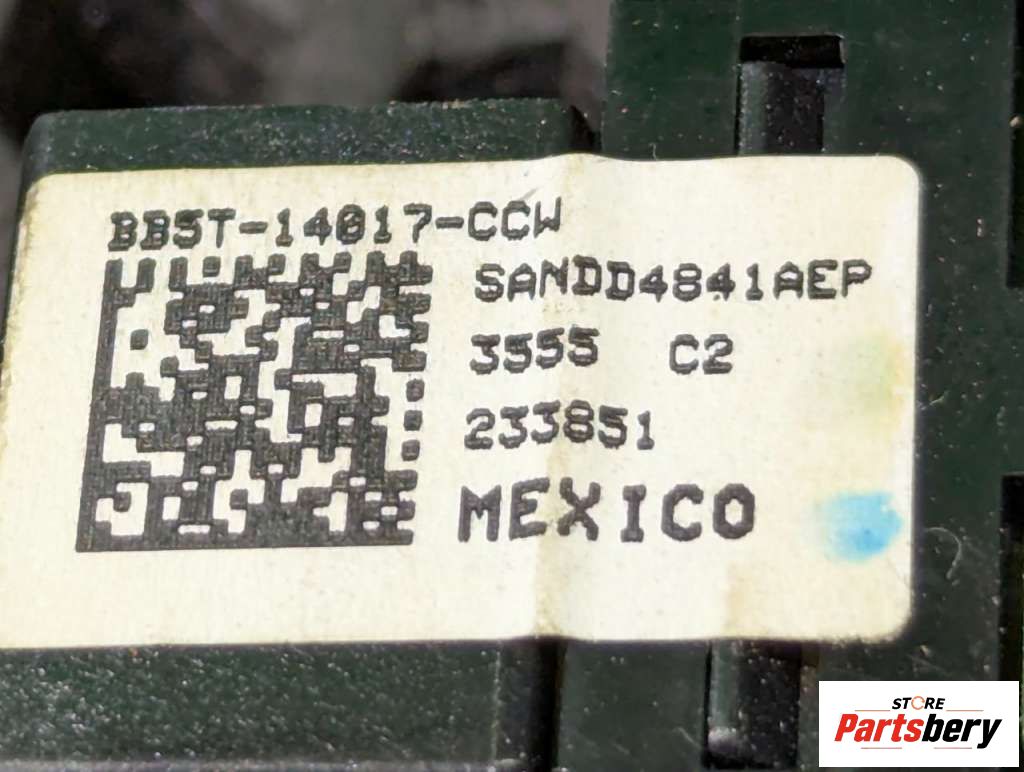 BB5T-14017-CCW
SANDD4841AEP
3555 C2
233851
MEXICO
STORE
Partsbery